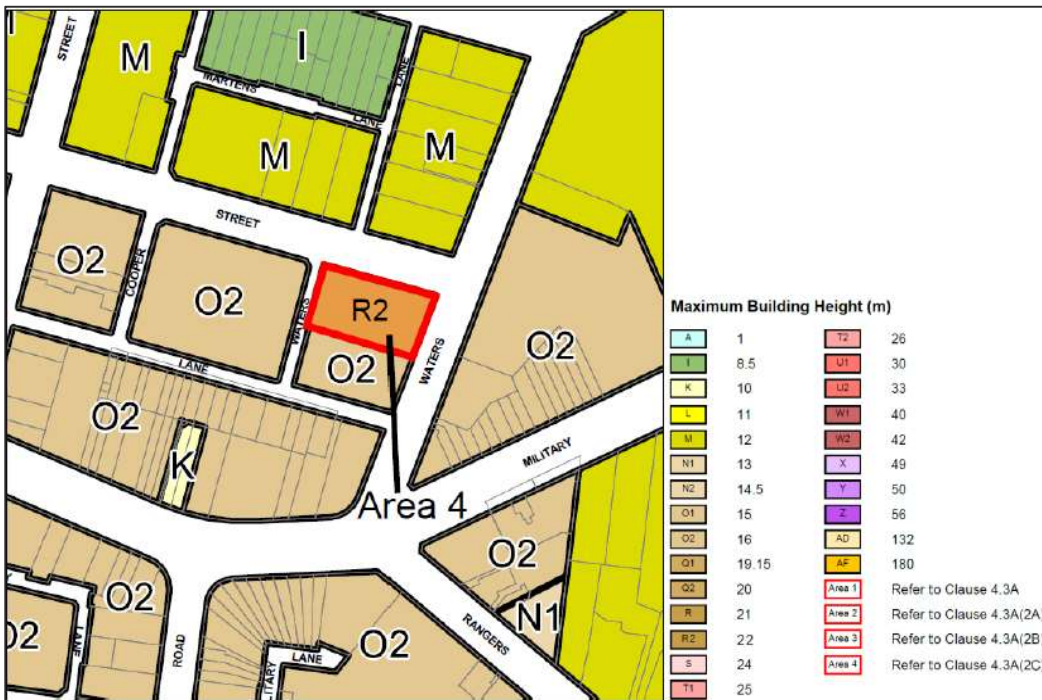 STREET
M
I
MARTENS
LANE
LANE
M
M
STREET
O2
COOPER
O2
WATERS
R2
O2
WATERS
O2
LANE
O2
K
MILITARY
Area 4
O2
N1
O2
O2
LANE
ROAD
O2
LANE
RANGERS
Maximum Building Height (m)
A 1
I 8.5
K 10
L 11
M 12
N1 13
N2 14.5
O1 15
O2 16
Q1 19.15
Q2 20
R 21
R2 22
S 24
T1 25
T2 26
U1 30
U2 33
W1 40
W2 42
X 49
Y 50
Z 56
AD 132
AF 180
Area 1 Refer to Clause 4.3A
Area 2 Refer to Clause 4.3A(2A)
Area 3 Refer to Clause 4.3A(2B)
Area 4 Refer to Clause 4.3A(2C)